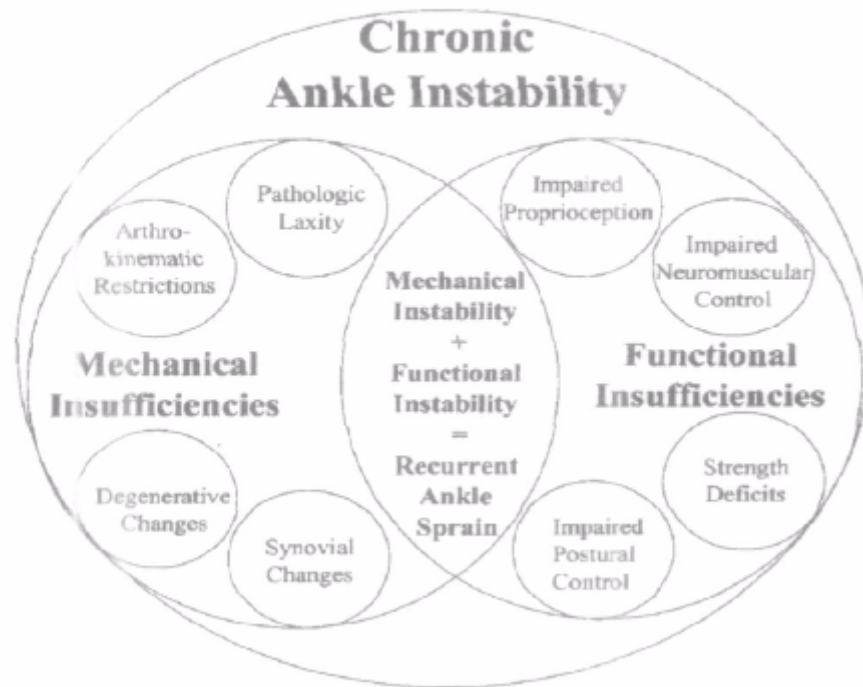 Chronic
Ankle Instability
Pathologic
Laxity
Arthro-
kinematic
Restrictions
Mechanical
Insufficiencies
Degenerative
Changes
Synovial
Changes
Mechanical
Instability
+
Functional
Instability
=
Recurrent
Ankle
Sprain
Impaired
Proprioception
Impaired
Neuromuscular
Control
Functional
Insufficiencies
Strength
Deficits
Impaired
Postural
Control